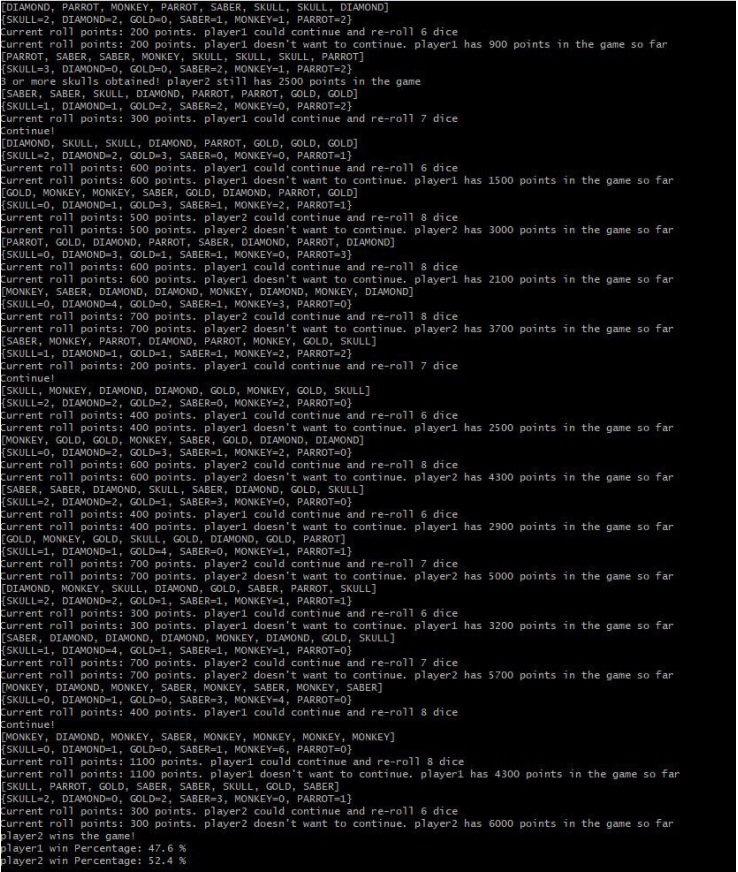 [DIAMOND, PARROT, MONKEY, PARROT, SABER, SKULL, SKULL, DIAMOND]
{SKULL=2, DIAMOND=2, GOLD=0, SABER=1, MONKEY=1, PARROT=2}
Current roll points: 200 points. player1 could continue and re-roll 6 dice
Current roll points: 200 points. player1 doesn't want to continue. player1 has 900 points in the game so far
[PARROT, SABER, SABER, MONKEY, SKULL, SKULL, SKULL, PARROT]
{SKULL=3, DIAMOND=0, GOLD=0, SABER=2, MONKEY=1, PARROT=2}
3 or more skulls obtained! player2 still has 2500 points in the game
[SABER, SABER, SKULL, DIAMOND, PARROT, PARROT, GOLD, GOLD]
{SKULL=1, DIAMOND=1, GOLD=2, SABER=2, MONKEY=0, PARROT=2}
Current roll points: 300 points. player1 could continue and re-roll 7 dice
Continue!
[DIAMOND, SKULL, SKULL, DIAMOND, PARROT, GOLD, GOLD, GOLD]
{SKULL=2, DIAMOND=2, GOLD=3, SABER=0, MONKEY=0, PARROT=1}
Current roll points: 600 points. player1 could continue and re-roll 6 dice
Current roll points: 600 points. player1 doesn't want to continue. player1 has 1500 points in the game so far
[GOLD, MONKEY, MONKEY, SABER, GOLD, DIAMOND, PARROT, GOLD]
{SKULL=0, DIAMOND=1, GOLD=3, SABER=1, MONKEY=2, PARROT=1}
Current roll points: 500 points. player2 could continue and re-roll 8 dice
Current roll points: 500 points. player2 doesn't want to continue. player2 has 3000 points in the game so far
[PARROT, GOLD, DIAMOND, PARROT, SABER, DIAMOND, PARROT, DIAMOND]
{SKULL=0, DIAMOND=3, GOLD=1, SABER=1, MONKEY=0, PARROT=3}
Current roll points: 600 points. player1 could continue and re-roll 8 dice
Current roll points: 600 points. player1 doesn't want to continue. player1 has 2100 points in the game so far
[MONKEY, SABER, DIAMOND, DIAMOND, MONKEY, DIAMOND, MONKEY, DIAMOND]
{SKULL=0, DIAMOND=4, GOLD=0, SABER=1, MONKEY=3, PARROT=0}
Current roll points: 700 points. player2 could continue and re-roll 8 dice
Current roll points: 700 points. player2 doesn't want to continue. player2 has 3700 points in the game so far
[SABER, MONKEY, PARROT, DIAMOND, PARROT, MONKEY, GOLD, SKULL]
{SKULL=1, DIAMOND=1, GOLD=1, SABER=1, MONKEY=2, PARROT=2}
Current roll points: 200 points. player1 could continue and re-roll 7 dice
Continue!
[SKULL, MONKEY, DIAMOND, DIAMOND, GOLD, MONKEY, GOLD, SKULL]
{SKULL=2, DIAMOND=2, GOLD=2, SABER=0, MONKEY=2, PARROT=0}
Current roll points: 400 points. player1 could continue and re-roll 6 dice
Current roll points: 400 points. player1 doesn't want to continue. player1 has 2500 points in the game so far
[MONKEY, GOLD, GOLD, MONKEY, SABER, GOLD, DIAMOND, DIAMOND]
{SKULL=0, DIAMOND=2, GOLD=3, SABER=1, MONKEY=2, PARROT=0}
Current roll points: 600 points. player2 could continue and re-roll 8 dice
Current roll points: 600 points. player2 doesn't want to continue. player2 has 4300 points in the game so far
[SABER, SABER, DIAMOND, SKULL, SABER, DIAMOND, GOLD, SKULL]
{SKULL=2, DIAMOND=2, GOLD=1, SABER=3, MONKEY=0, PARROT=0}
Current roll points: 400 points. player1 could continue and re-roll 6 dice
Current roll points: 400 points. player1 doesn't want to continue. player1 has 2900 points in the game so far
[GOLD, MONKEY, GOLD, SKULL, GOLD, DIAMOND, GOLD, PARROT]
{SKULL=1, DIAMOND=1, GOLD=4, SABER=0, MONKEY=1, PARROT=1}
Current roll points: 700 points. player2 could continue and re-roll 7 dice
Current roll points: 700 points. player2 doesn't want to continue. player2 has 5000 points in the game so far
[DIAMOND, MONKEY, SKULL, DIAMOND, GOLD, SABER, PARROT, SKULL]
{SKULL=2, DIAMOND=2, GOLD=1, SABER=1, MONKEY=1, PARROT=1}
Current roll points: 300 points. player1 could continue and re-roll 6 dice
Current roll points: 300 points. player1 doesn't want to continue. player1 has 3200 points in the game so far
[SABER, DIAMOND, DIAMOND, DIAMOND, MONKEY, DIAMOND, GOLD, SKULL]
{SKULL=1, DIAMOND=4, GOLD=1, SABER=1, MONKEY=1, PARROT=0}
Current roll points: 700 points. player2 could continue and re-roll 7 dice
Current roll points: 700 points. player2 doesn't want to continue. player2 has 5700 points in the game so far
[MONKEY, DIAMOND, MONKEY, SABER, MONKEY, SABER, MONKEY, SABER]
{SKULL=0, DIAMOND=1, GOLD=0, SABER=3, MONKEY=4, PARROT=0}
Current roll points: 400 points. player1 could continue and re-roll 8 dice
Continue!
[MONKEY, DIAMOND, MONKEY, SABER, MONKEY, MONKEY, MONKEY, MONKEY]
{SKULL=0, DIAMOND=1, GOLD=0, SABER=1, MONKEY=6, PARROT=0}
Current roll points: 1100 points. player1 could continue and re-roll 8 dice
Current roll points: 1100 points. player1 doesn't want to continue. player1 has 4300 points in the game so far
[SKULL, PARROT, GOLD, SABER, SABER, SKULL, GOLD, SABER]
{SKULL=2, DIAMOND=0, GOLD=2, SABER=3, MONKEY=0, PARROT=1}
Current roll points: 300 points. player2 could continue and re-roll 6 dice
Current roll points: 300 points. player2 doesn't want to continue. player2 has 6000 points in the game so far
player2 wins the game!
player1 win Percentage: 47.6 %
player2 win Percentage: 52.4 %